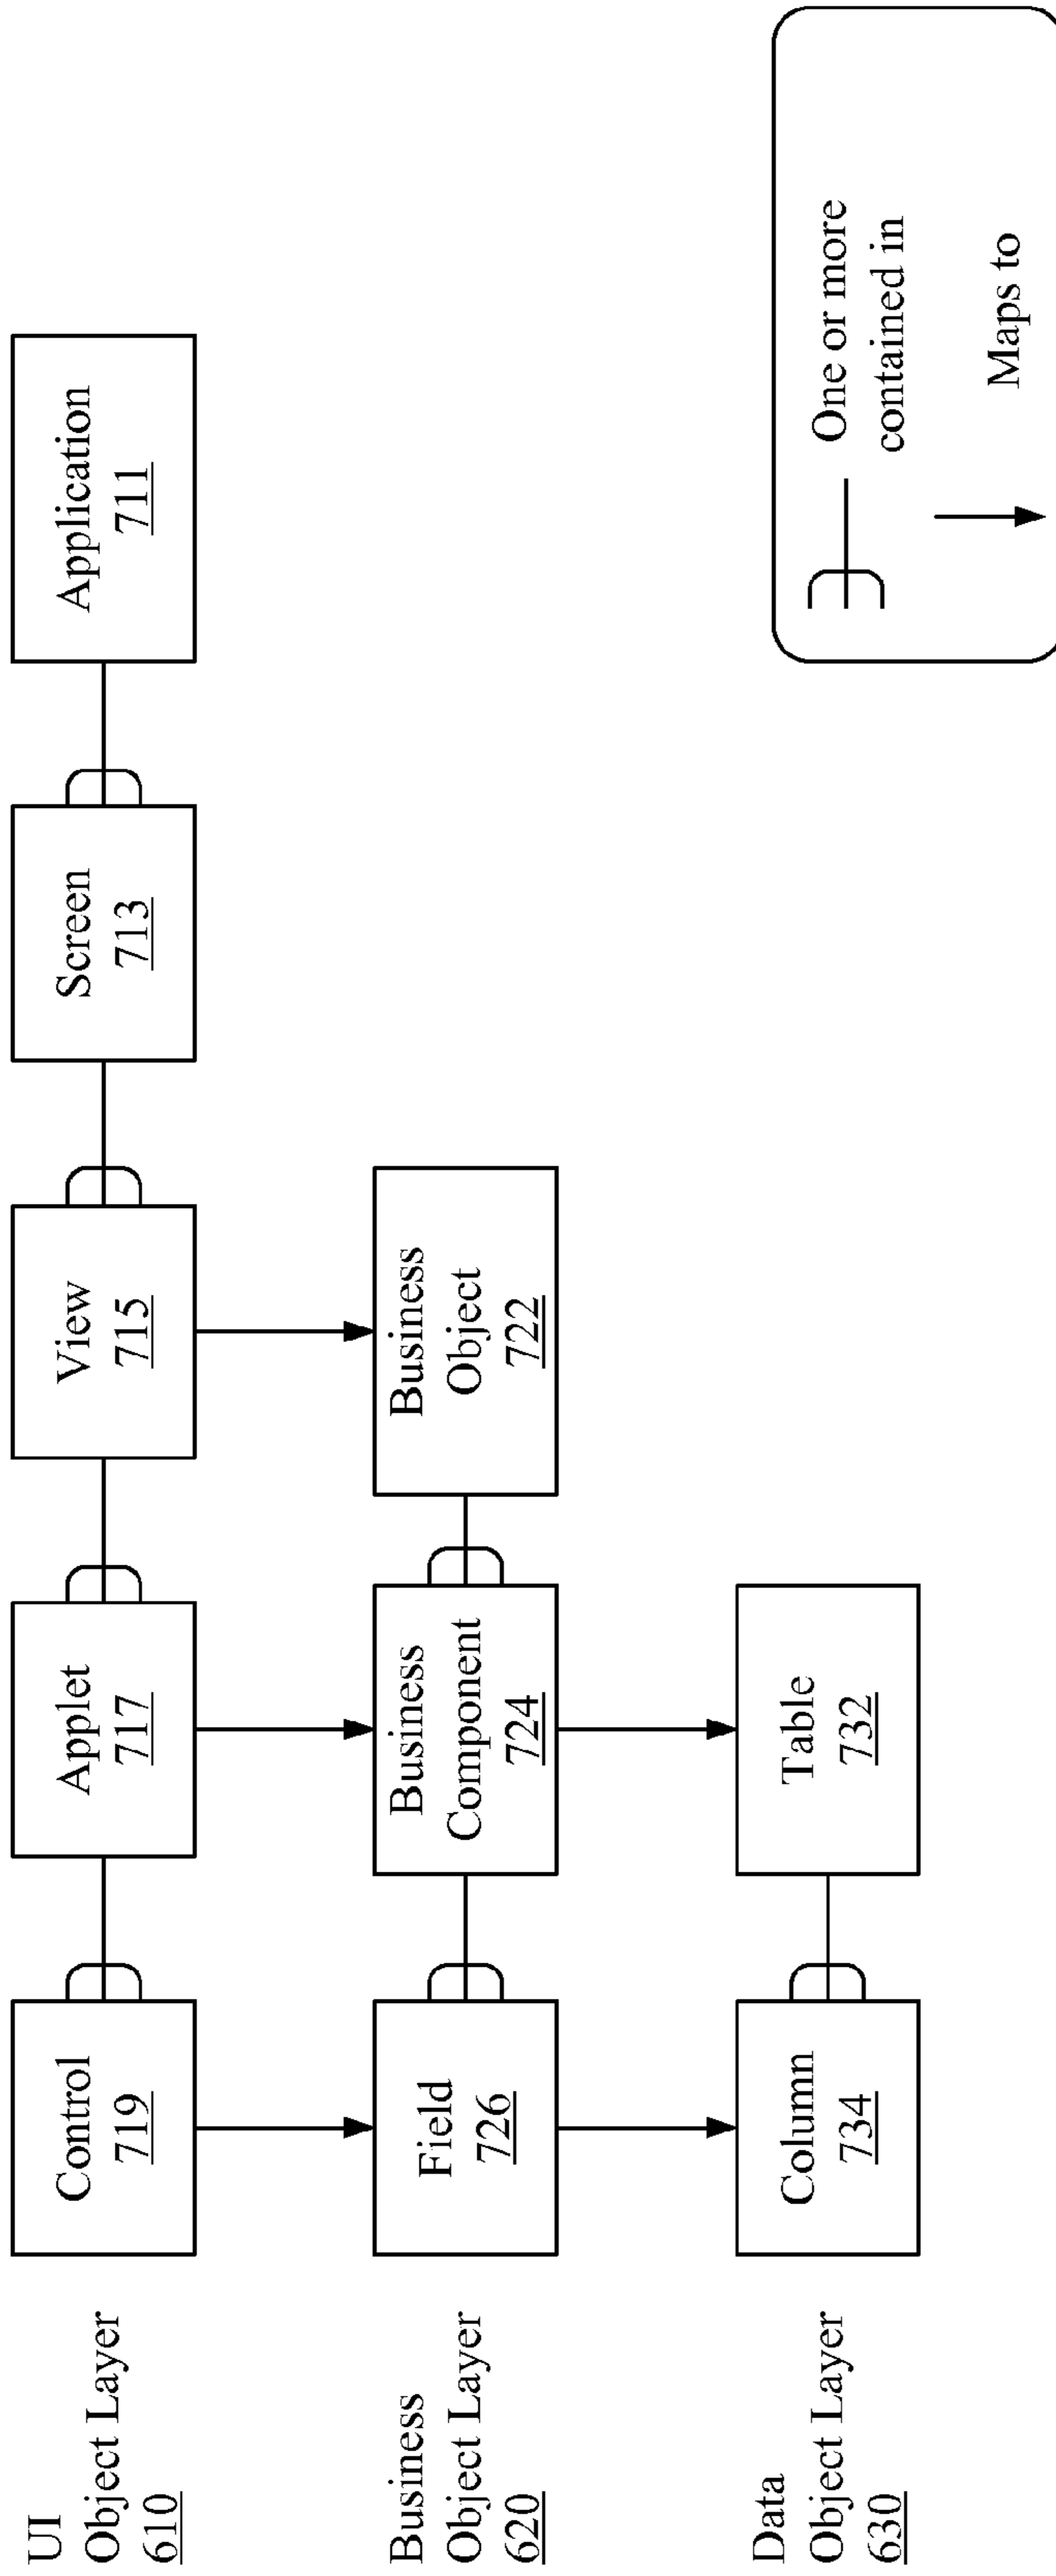 UI
Object Layer
610
Control
719
Applet
717
View
715
Screen
713
Application
711
Business
Object Layer
620
Field
726
Business
Component
724
Business
Object
722
Data
Object Layer
630
Column
734
Table
732
One or more
contained in
Maps to